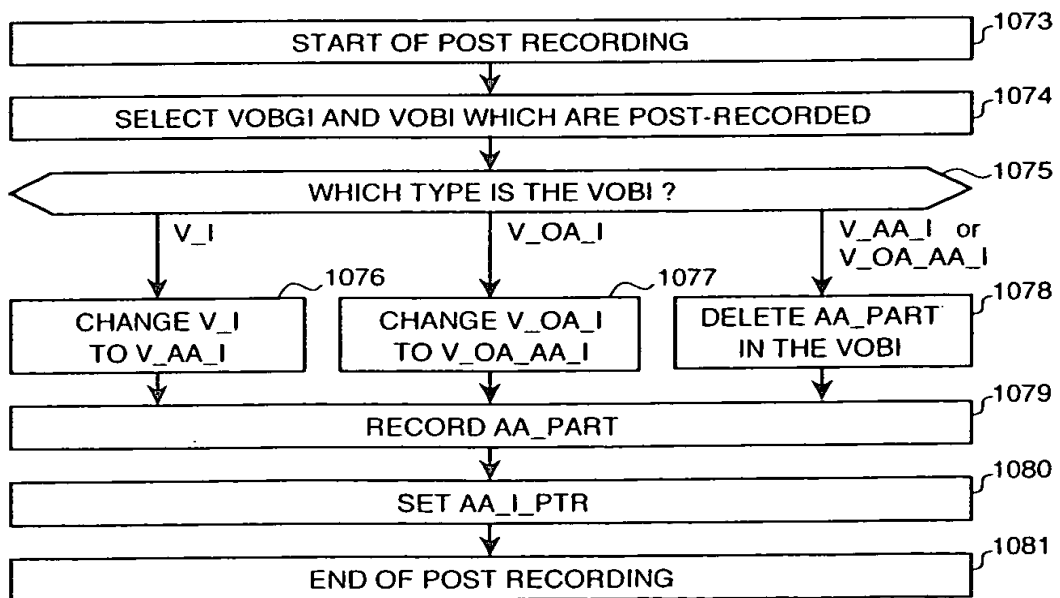 START OF POST RECORDING
1073
SELECT VOBGI AND VOBI WHICH ARE POST-RECORDED
1074
WHICH TYPE IS THE VOBI ?
1075
V_I
V_OA_I
V_AA_I or
V_OA_AA_I
1076
CHANGE V_I
TO V_AA_I
1077
CHANGE V_OA_I
TO V_OA_AA_I
1078
DELETE AA_PART
IN THE VOBI
1079
RECORD AA_PART
1080
SET AA_I_PTR
1081
END OF POST RECORDING